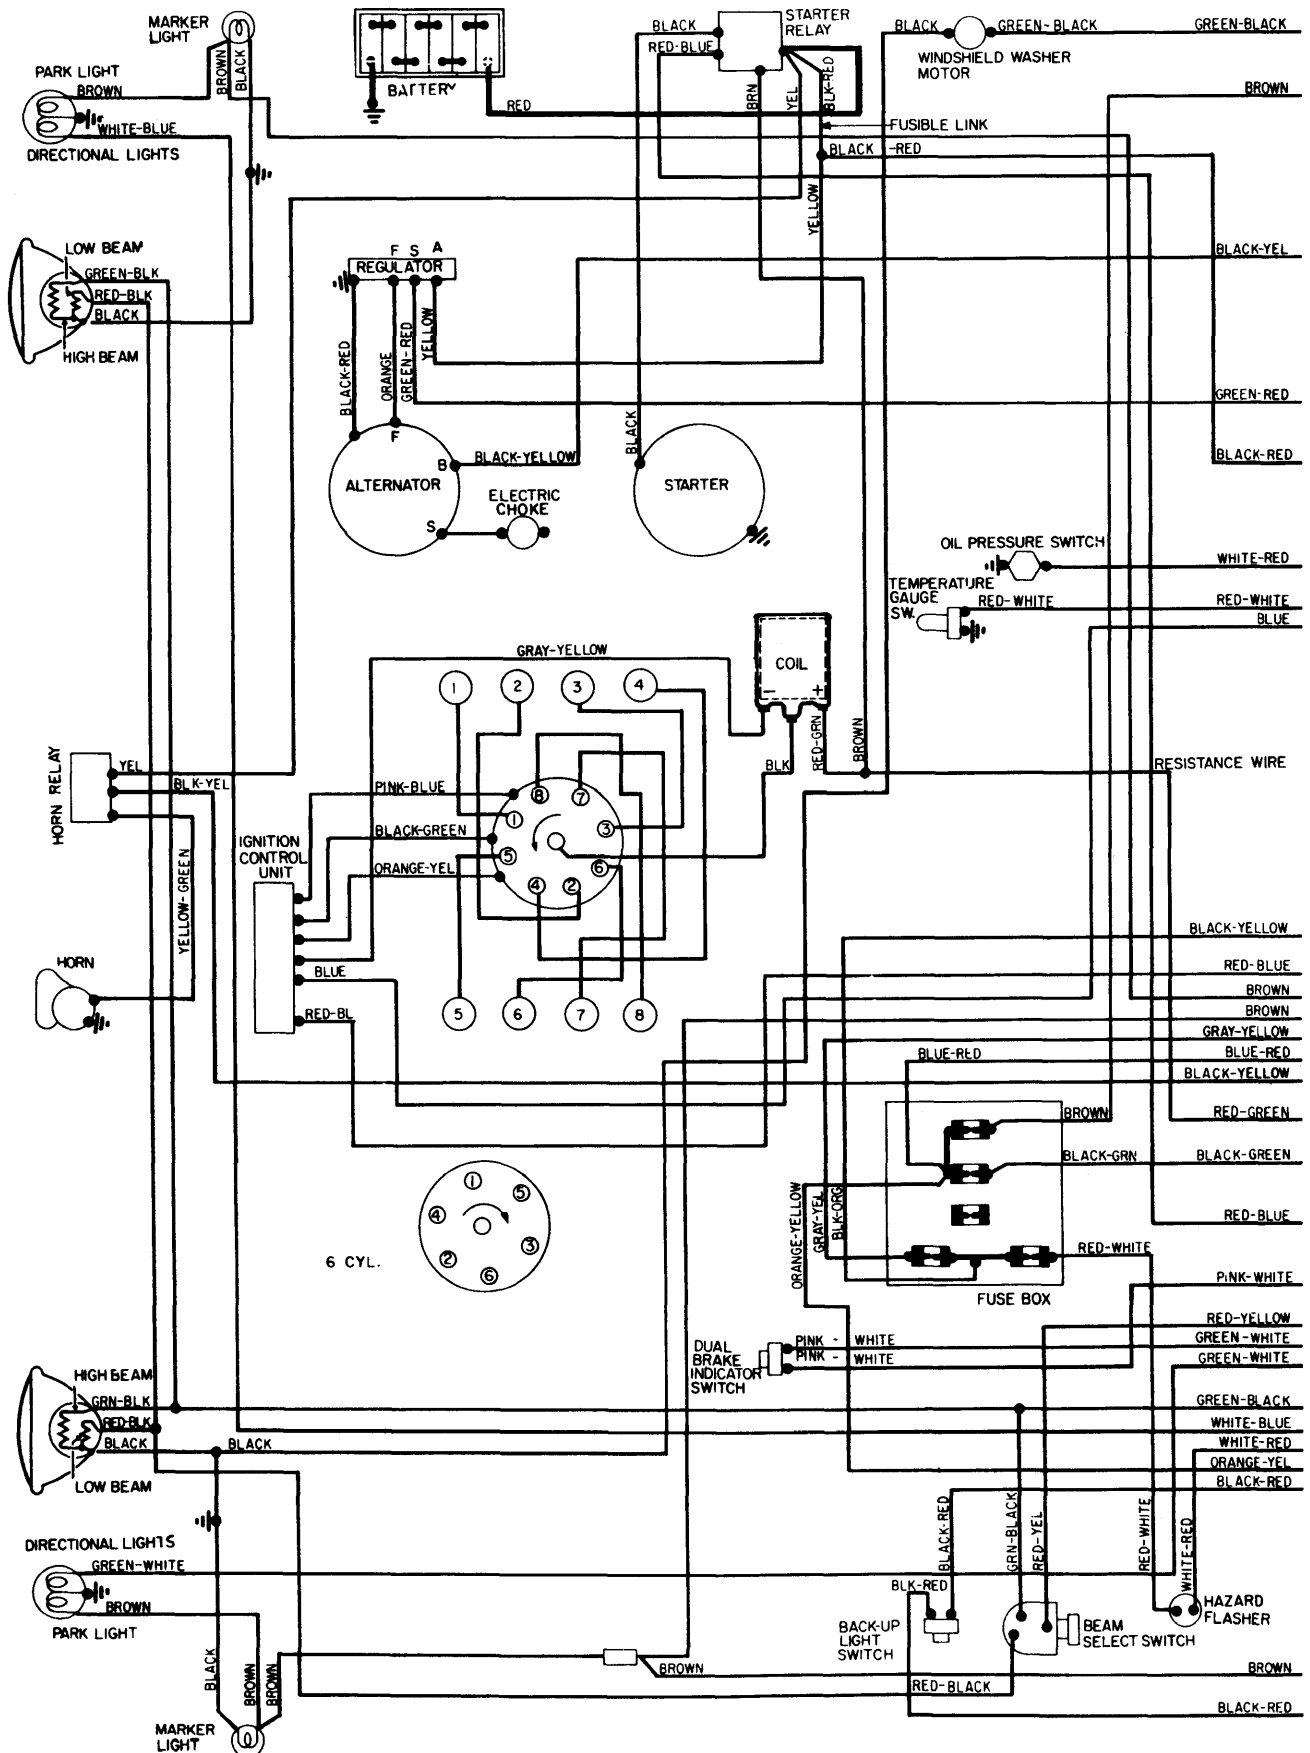 MARKER
LIGHT
BROWN
BLACK
PARK LIGHT
BROWN
WHITE-BLUE
DIRECTIONAL LIGHTS
BATTERY
RED
BLACK
RED-BLUE
STARTER
RELAY
BRN
YEL
BLK-RED
FUSIBLE LINK
BLACK -RED
YELLOW
BLACK
GREEN-BLACK
GREEN-BLACK
WINDSHIELD WASHER
MOTOR
BROWN
LOW BEAM
GREEN-BLK
RED-BLK
BLACK
HIGH BEAM
F S A
REGULATOR
BLACK-RED
ORANGE
GREEN-RED
YELLOW
BLACK-YEL
GREEN-RED
BLACK-RED
F
B
BLACK-YELLOW
ALTERNATOR
S
ELECTRIC
CHOKE
BLACK
STARTER
OIL PRESSURE SWITCH
WHITE-RED
TEMPERATURE
GAUGE
SW.
RED-WHITE
RED-WHITE
BLUE
GRAY-YELLOW
COIL
- +
1 2 3 4
BLK
RED-GRN
BROWN
RESISTANCE WIRE
HORN RELAY
YEL
BLK-YEL
PINK-BLUE
BLACK-GREEN
ORANGE-YEL
8 7
1
3
5
6
4 2
IGNITION
CONTROL
UNIT
YELLOW-GREEN
BLUE
RED-BL
HORN
5 6 7 8
BLACK-YELLOW
RED-BLUE
BROWN
BROWN
GRAY-YELLOW
BLUE-RED
BLUE-RED
BLACK-YELLOW
RED-GREEN
BROWN
BLACK-GRN
BLACK-GREEN
RED-BLUE
ORANGE-YELLOW
GRAY-YEL
BLK-ORG
RED-WHITE
FUSE BOX
PINK-WHITE
1
5
4
3
2
6
6 CYL.
RED-YELLOW
GREEN-WHITE
GREEN-WHITE
DUAL
BRAKE
INDICATOR
SWITCH
PINK - WHITE
PINK - WHITE
HIGH BEAM
GRN-BLK
RED-BLK
BLACK
BLACK
LOW BEAM
GREEN-BLACK
WHITE-BLUE
WHITE-RED
ORANGE-YEL
BLACK-RED
DIRECTIONAL LIGHTS
GREEN-WHITE
BROWN
PARK LIGHT
BLACK
BROWN
BROWN
MARKER
LIGHT
BLACK-RED
GRN-BLACK
RED-YEL
RED-WHITE
WHITE-RED
BLK-RED
BACK-UP
LIGHT
SWITCH
BEAM
SELECT SWITCH
HAZARD
FLASHER
BROWN
BROWN
RED-BLACK
BLACK-RED